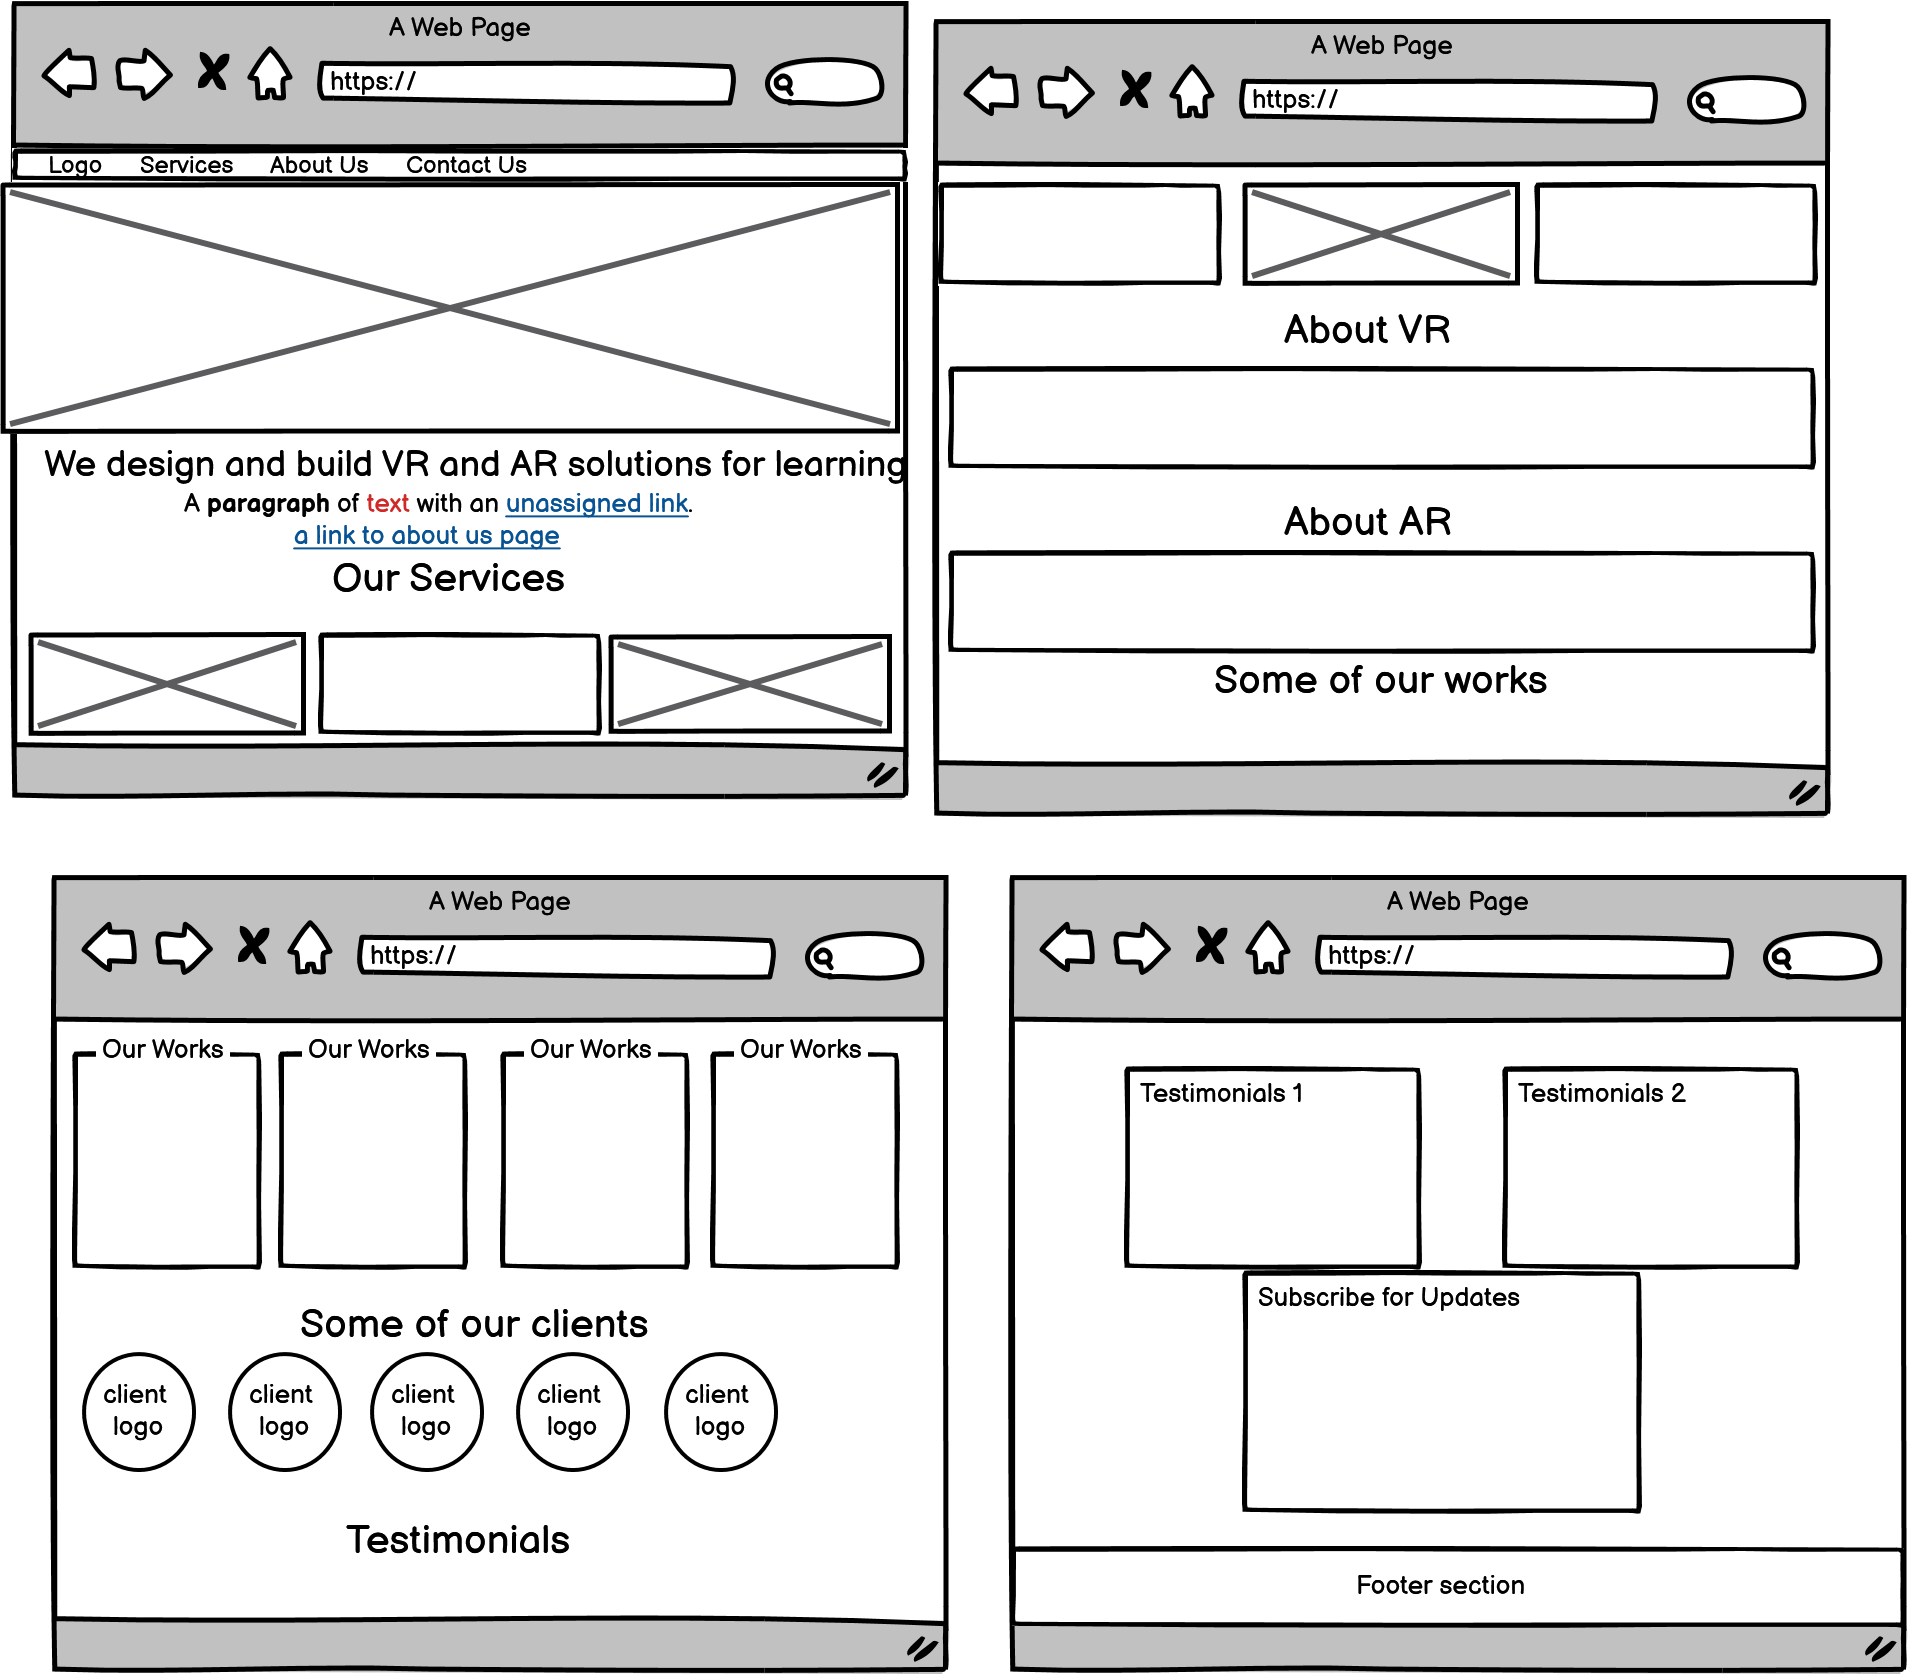 A Web Page
https://
Logo Services About Us Contact Us
We design and build VR and AR solutions for learning
A paragraph of text with an unassigned link.
a link to about us page
Our Services
A Web Page
https://
About VR
About AR
Some of our works
A Web Page
https://
Our Works Our Works Our Works Our Works
Some of our clients
client client client client client
logo logo logo logo logo
Testimonials
A Web Page
https://
Testimonials 1 Testimonials 2
Subscribe for Updates
Footer section